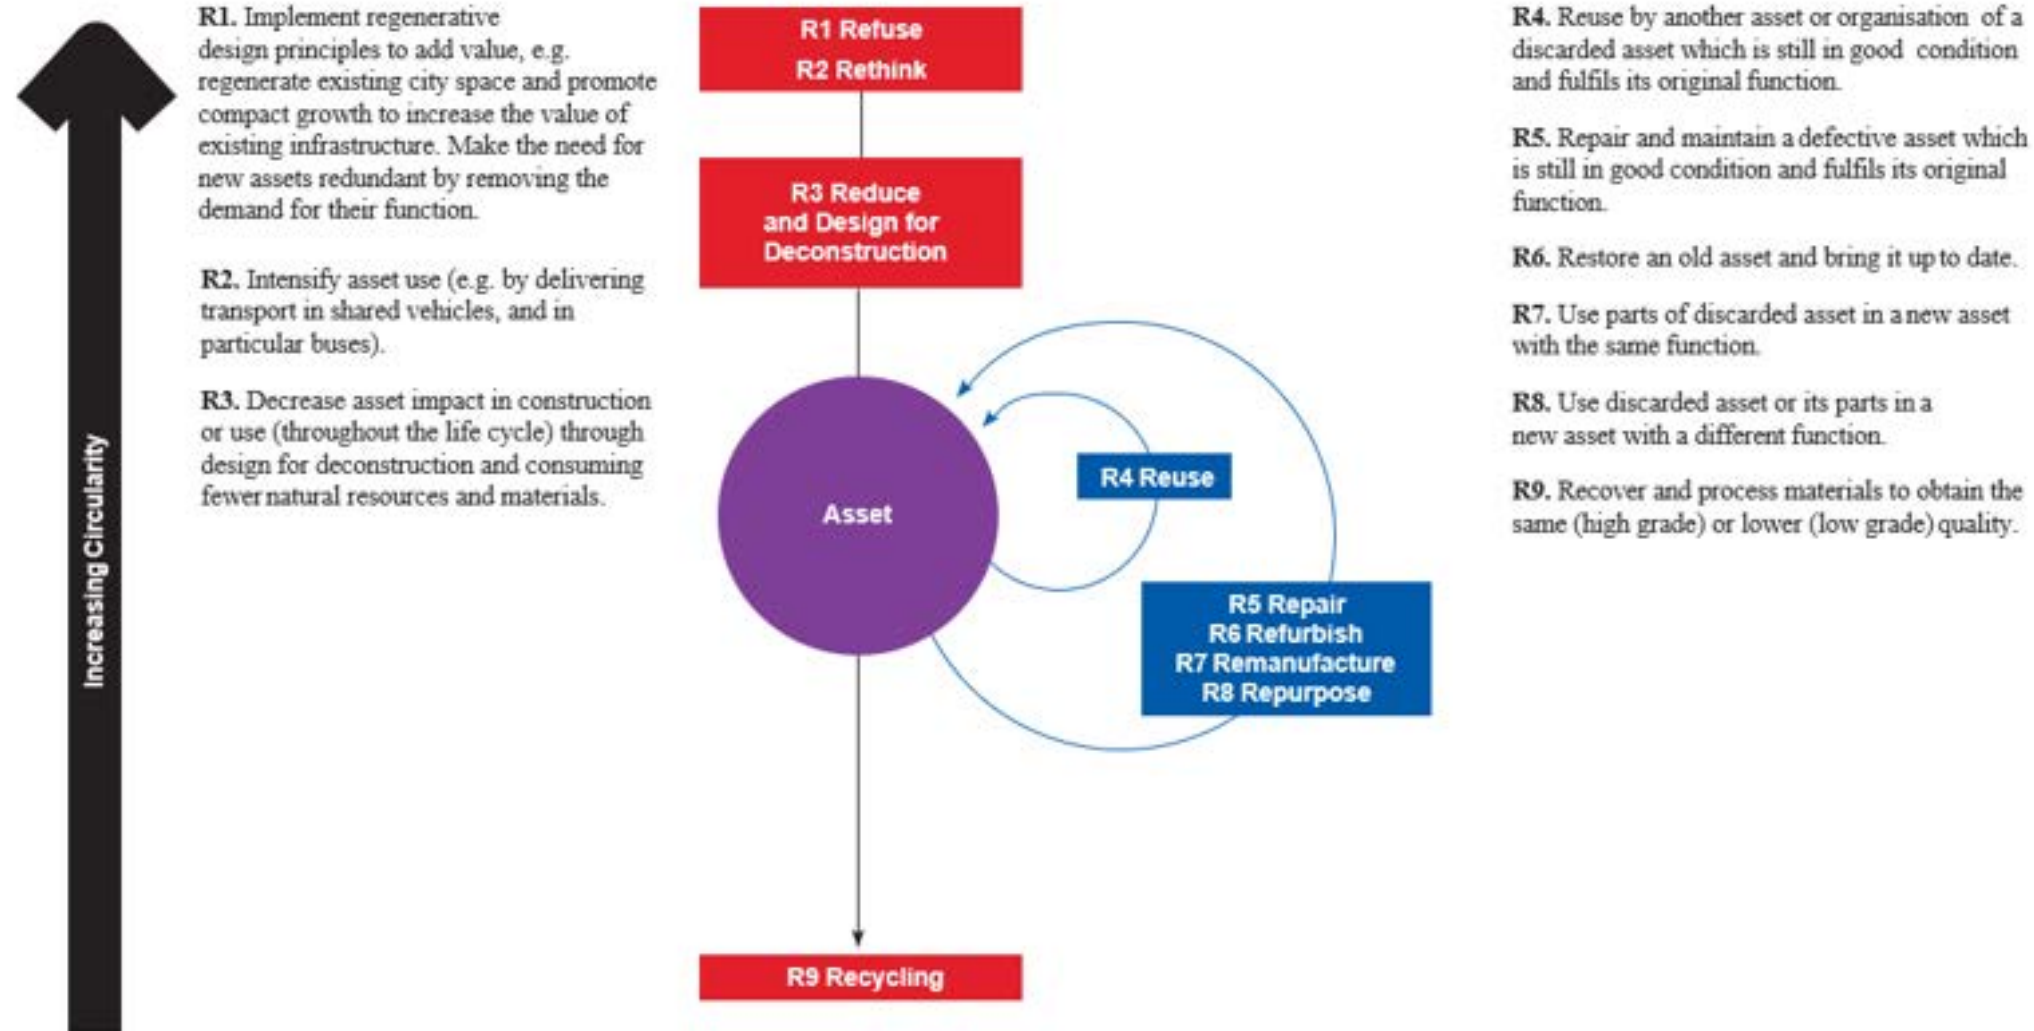 Increasing Circularity
R1. Implement regenerative
design principles to add value, e.g.
regenerate existing city space and promote
compact growth to increase the value of
existing infrastructure. Make the need for
new assets redundant by removing the
demand for their function.
R2. Intensify asset use (e.g. by delivering
transport in shared vehicles, and in
particular buses).
R3. Decrease asset impact in construction
or use (throughout the life cycle) through
design for deconstruction and consuming
fewer natural resources and materials.
R1 Refuse
R2 Rethink
R3 Reduce
and Design for
Deconstruction
Asset
R4 Reuse
R5 Repair
R6 Refurbish
R7 Remanufacture
R8 Repurpose
R9 Recycling
R4. Reuse by another asset or organisation of a
discarded asset which is still in good condition
and fulfils its original function.
R5. Repair and maintain a defective asset which
is still in good condition and fulfils its original
function.
R6. Restore an old asset and bring it up to date.
R7. Use parts of discarded asset in a new asset
with the same function.
R8. Use discarded asset or its parts in a
new asset with a different function.
R9. Recover and process materials to obtain the
same (high grade) or lower (low grade) quality.